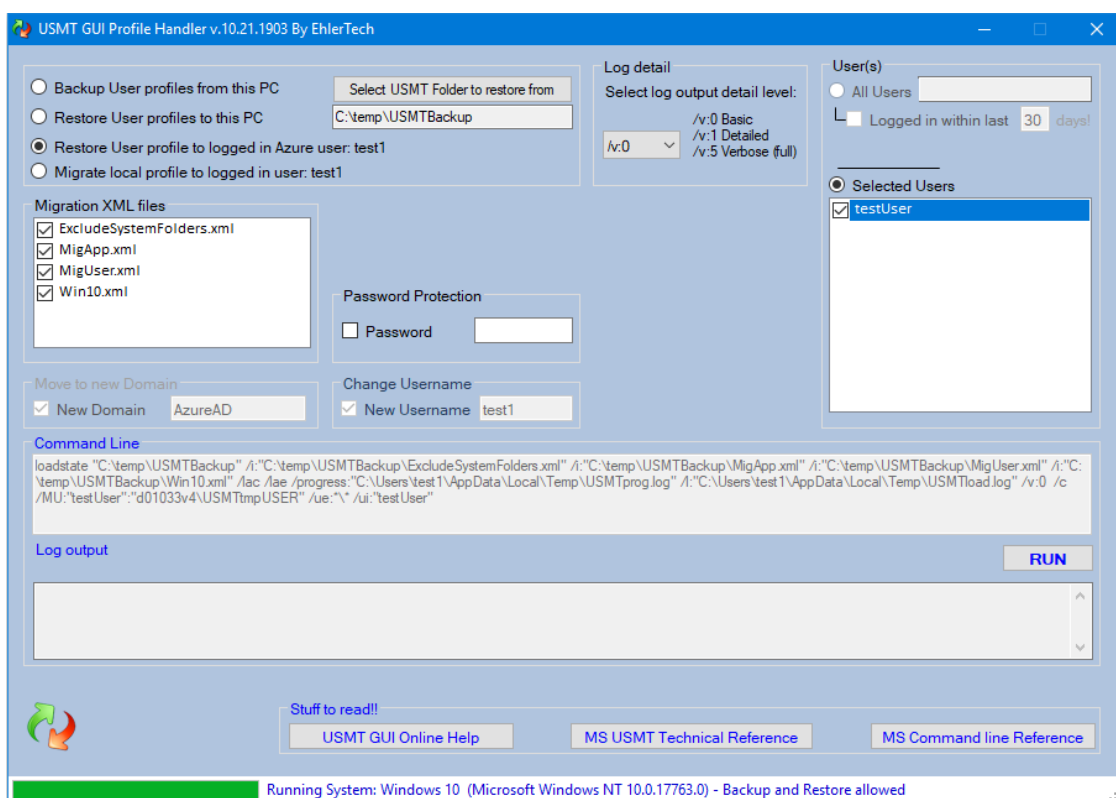 USMT GUI Profile Handler v.10.21.1903 By EhlerTech
Backup User profiles from this PC
Select USMT Folder to restore from
Restore User profiles to this PC
C:\temp\USMTBackup
Restore User profile to logged in Azure user: test1
Migrate local profile to logged in user: test1
Log detail
Select log output detail level:
/v:0
/v:0 Basic
/v:1 Detailed
/v:5 Verbose (full)
User(s)
All Users
Logged in within last 30 days!
Selected Users
testUser
Migration XML files
ExcludeSystemFolders.xml
MigApp.xml
MigUser.xml
Win10.xml
Password Protection
Password
Move to new Domain
New Domain AzureAD
Change Username
New Username test1
Command Line
loadstate "C:\temp\USMTBackup" /i:"C:\temp\USMTBackup\ExcludeSystemFolders.xml" /i:"C:\temp\USMTBackup\MigApp.xml" /i:"C:\temp\USMTBackup\MigUser.xml" /i:"C:
\temp\USMTBackup\Win10.xml" /lac /lae /progress:"C:\Users\test1\AppData\Local\Temp\USMTprog.log" /l:"C:\Users\test1\AppData\Local\Temp\USMTload.log" /v:0 /c
/MU:"testUser":"d01033v4\USMTtmpUSER" /ue:"*\*" /ui:"testUser"
Log output
RUN
Stuff to read!!
USMT GUI Online Help
MS USMT Technical Reference
MS Command line Reference
Running System: Windows 10 (Microsoft Windows NT 10.0.17763.0) - Backup and Restore allowed